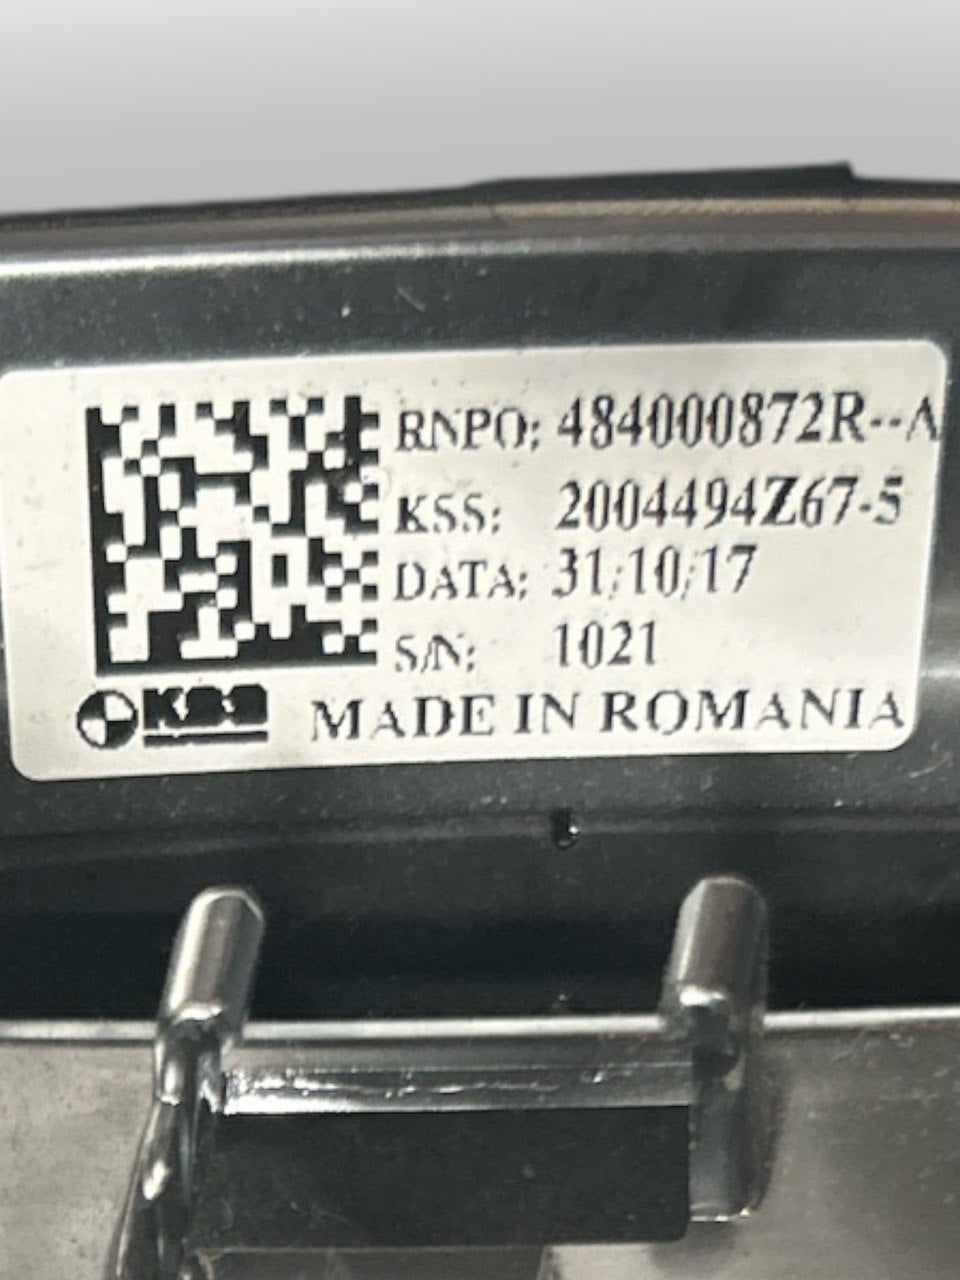 RNPO: 484000872R--A
KSS: 2004494Z67-5
DATA: 31/10/17
S/N: 1021
KSS MADE IN ROMANIA